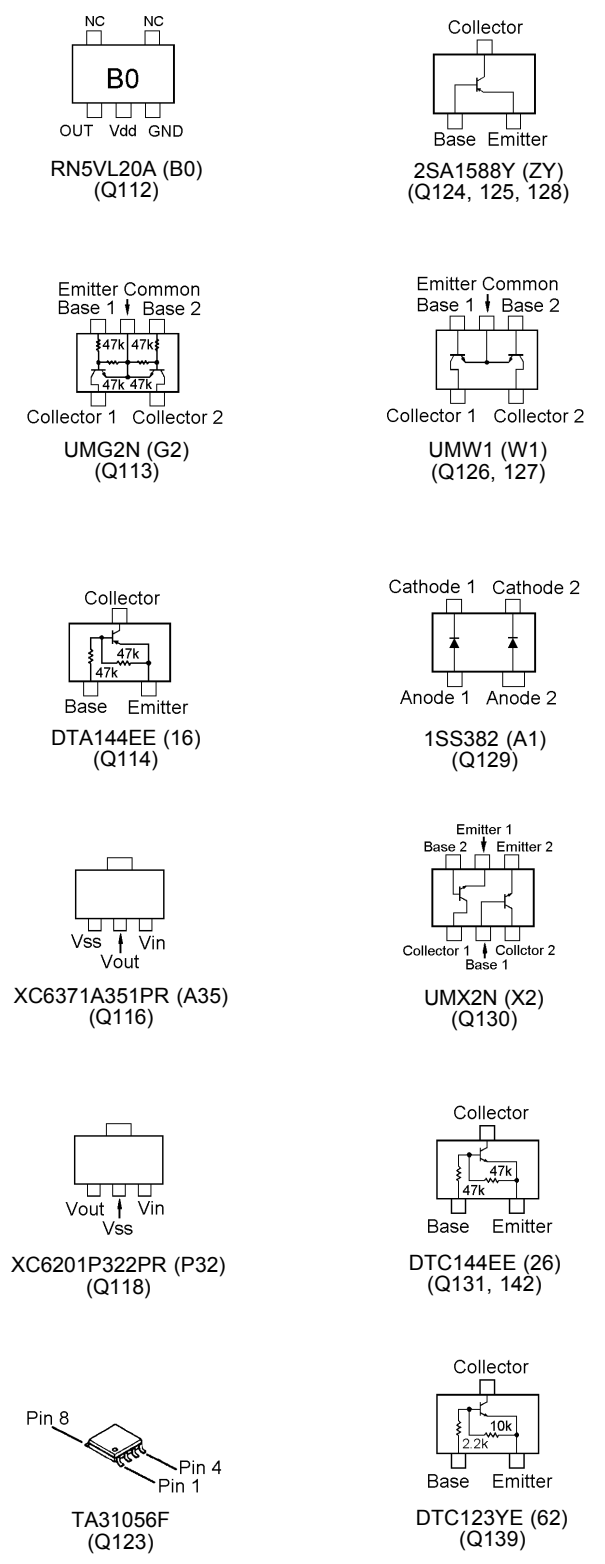 NC NC
B0
OUT Vdd GND
RN5VL20A (B0)
(Q112)
Collector
Base Emitter
2SA1588Y (ZY)
(Q124, 125, 128)
Emitter Common
Base 1 Base 2
47k 47k
47k 47k
Collector 1 Collector 2
UMG2N (G2)
(Q113)
Emitter Common
Base 1 Base 2
Collector 1 Collector 2
UMW1 (W1)
(Q126, 127)
Collector
47k
47k
Base Emitter
DTA144EE (16)
(Q114)
Cathode 1 Cathode 2
Anode 1 Anode 2
1SS382 (A1)
(Q129)
Vss Vin
Vout
XC6371A351PR (A35)
(Q116)
Emitter 1
Base 2 Emitter 2
Collector 1 Collctor 2
Base 1
UMX2N (X2)
(Q130)
Vout Vin
Vss
XC6201P322PR (P32)
(Q118)
Collector
47k
47k
Base Emitter
DTC144EE (26)
(Q131, 142)
Pin 8
Pin 4
Pin 1
TA31056F
(Q123)
Collector
10k
2.2k
Base Emitter
DTC123YE (62)
(Q139)